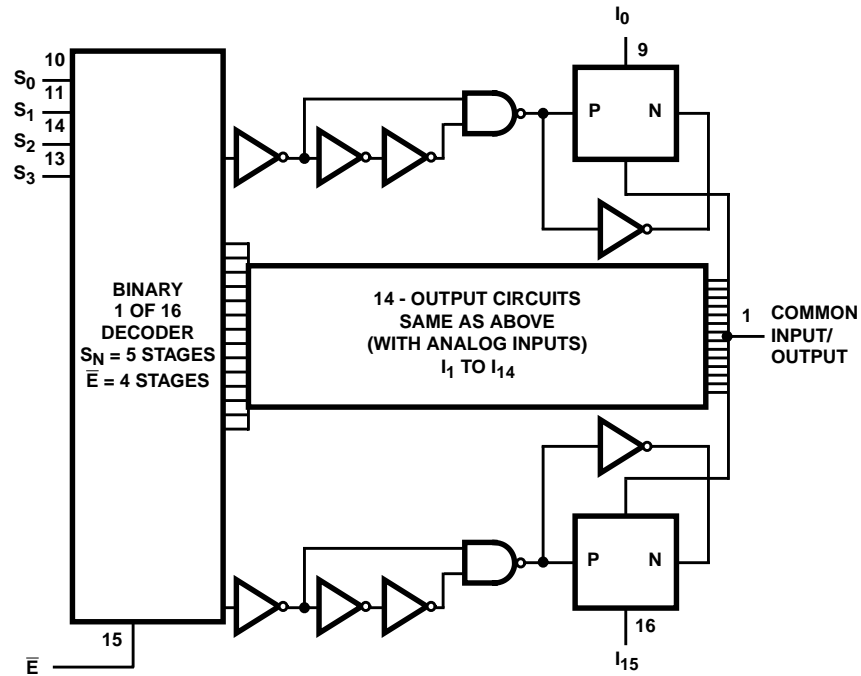 I0
9
10
S0
11
S1
14
S2
13
S3
P N
BINARY
1 OF 16
DECODER
SN = 5 STAGES
E̅ = 4 STAGES
14 - OUTPUT CIRCUITS
SAME AS ABOVE
(WITH ANALOG INPUTS)
I1 TO I14
1
COMMON
INPUT/
OUTPUT
P N
15
16
E̅
I15